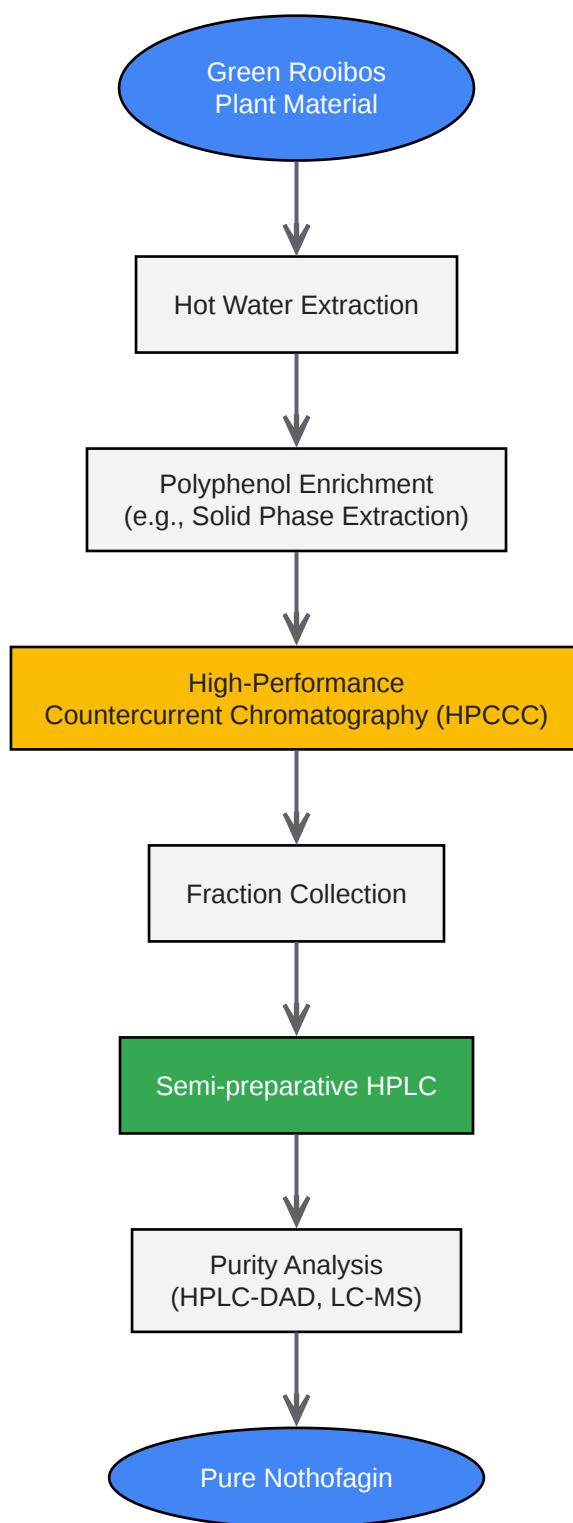 Green Rooibos
Plant Material
Hot Water Extraction
Polyphenol Enrichment
(e.g., Solid Phase Extraction)
High-Performance
Countercurrent Chromatography (HPCCC)
Fraction Collection
Semi-preparative HPLC
Purity Analysis
(HPLC-DAD, LC-MS)
Pure Nothofagin